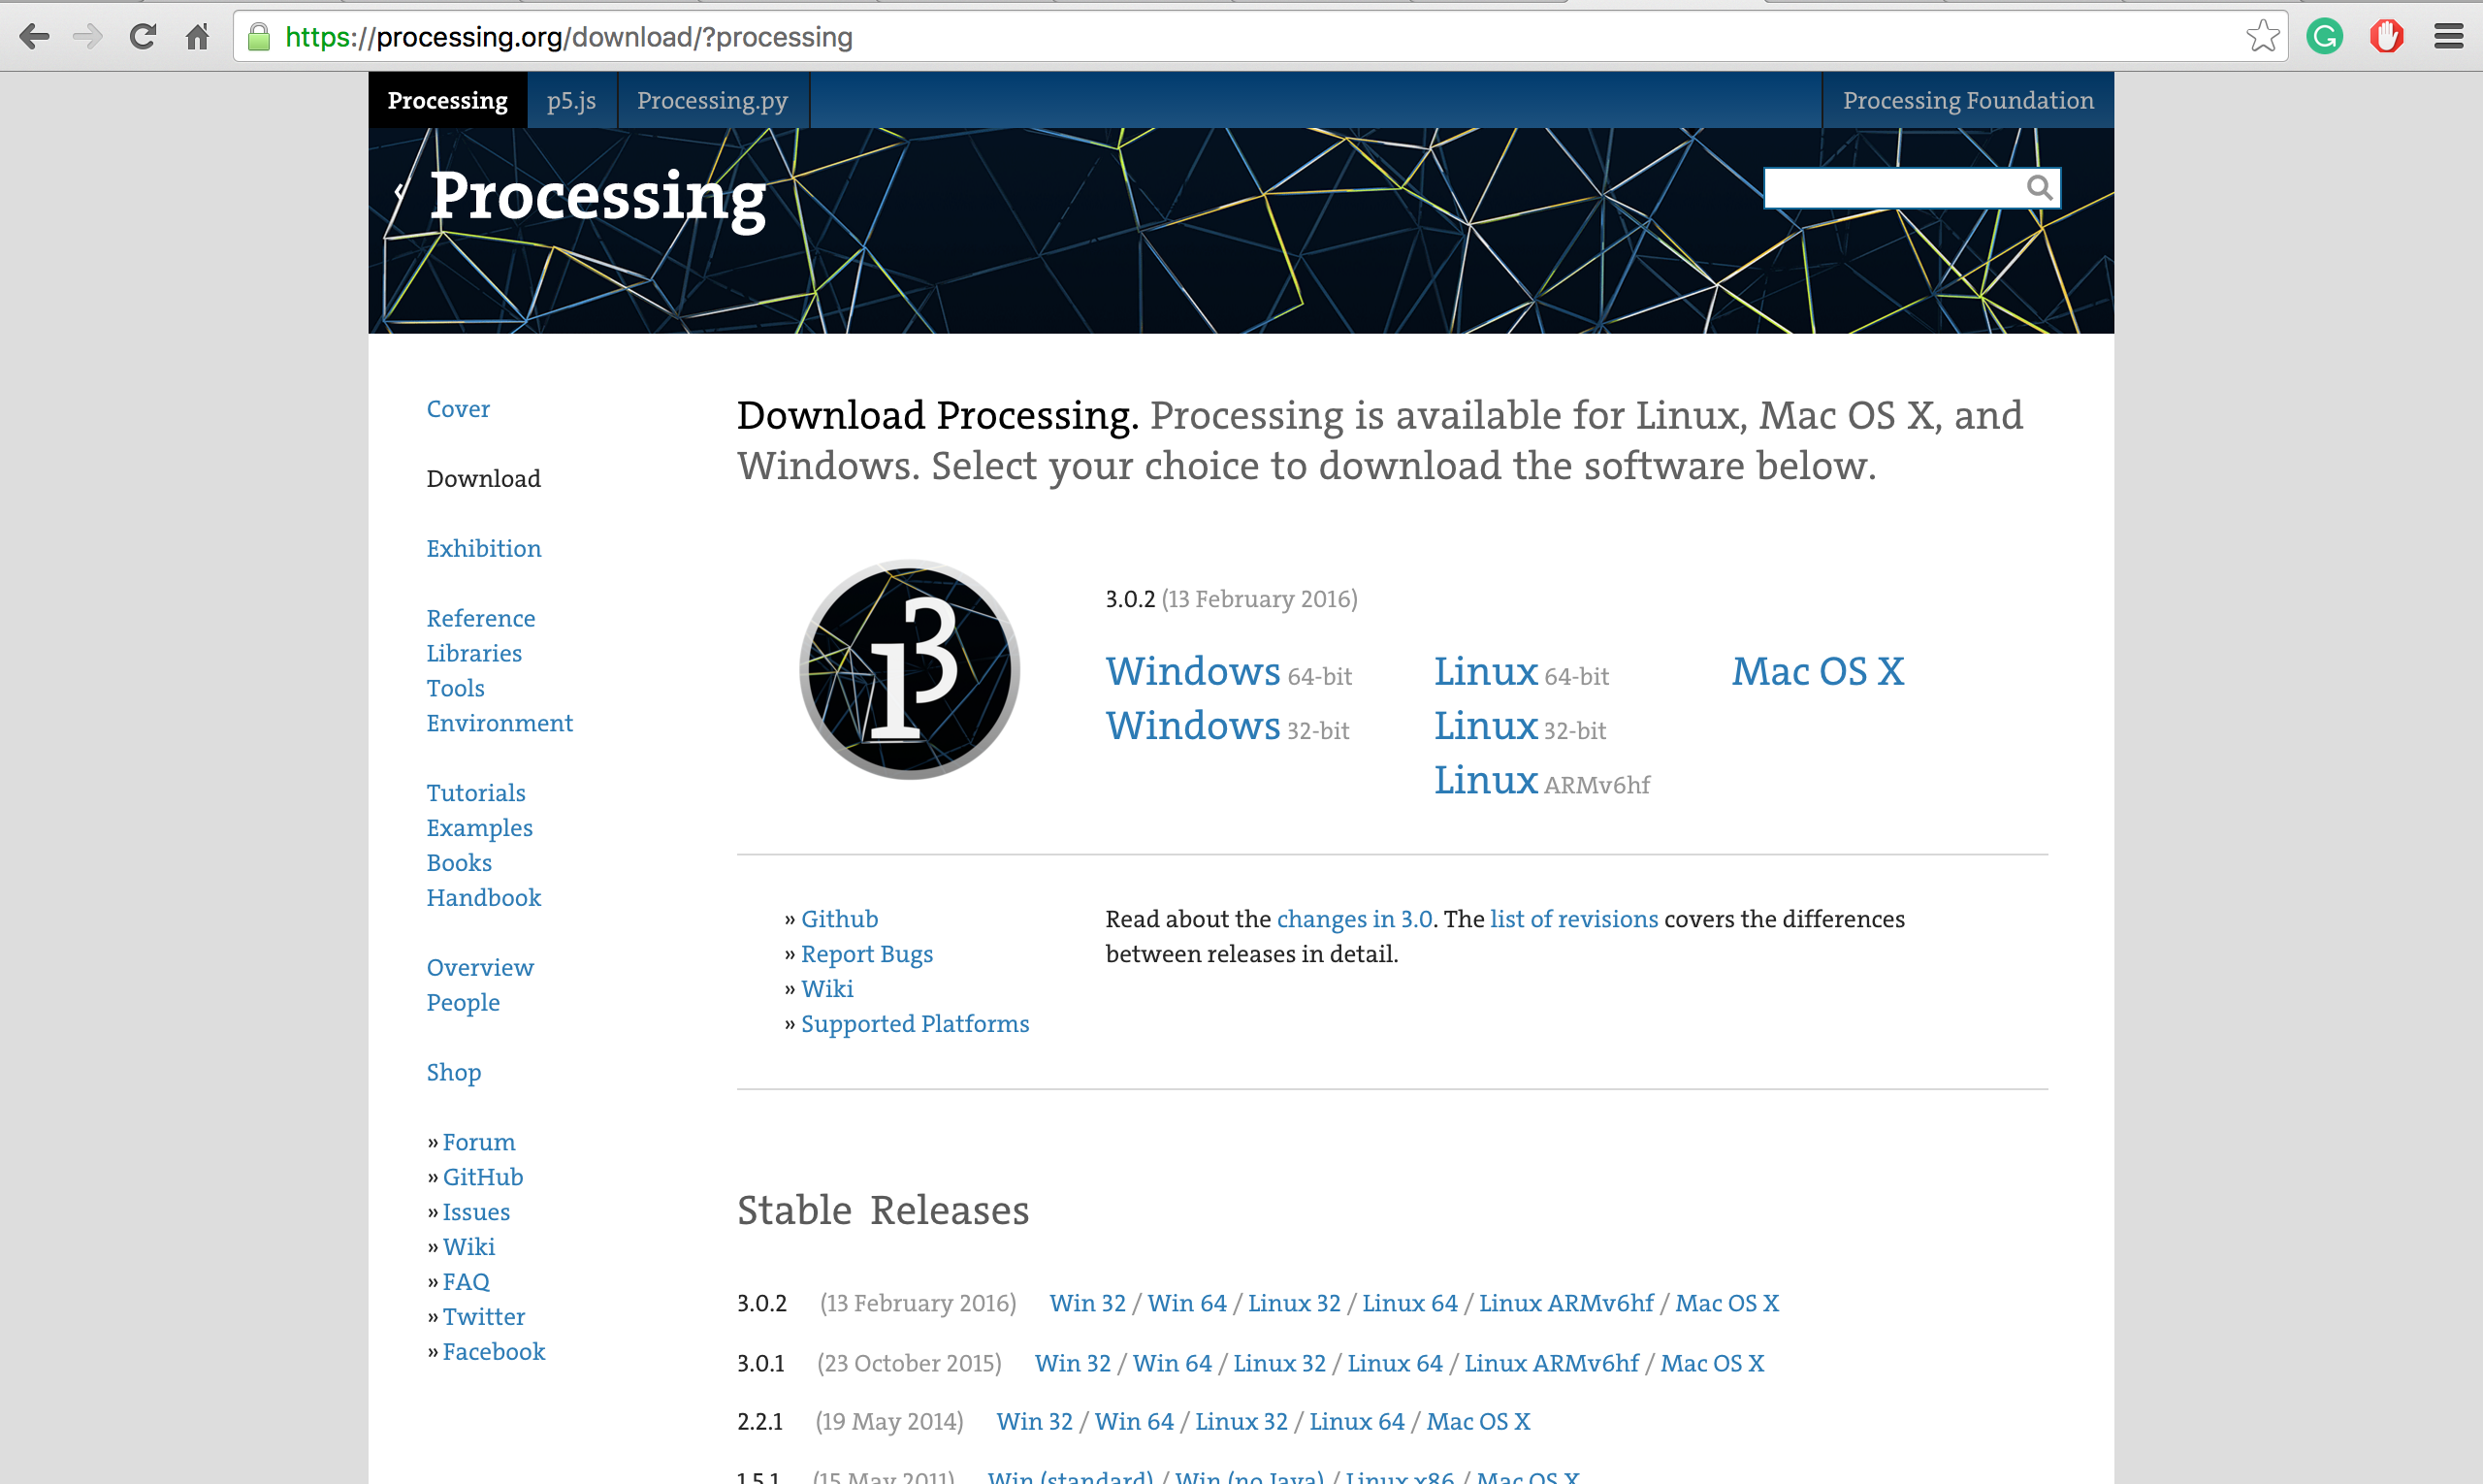 https://processing.org/download/?processing
Processing p5.js Processing.py Processing Foundation
Processing
Cover
Download
Exhibition
Reference
Libraries
Tools
Environment
Tutorials
Examples
Books
Handbook
Overview
People
Shop
» Forum
» GitHub
» Issues
» Wiki
» FAQ
» Twitter
» Facebook
Download Processing. Processing is available for Linux, Mac OS X, and
Windows. Select your choice to download the software below.
3.0.2 (13 February 2016)
Windows 64-bit Linux 64-bit Mac OS X
Windows 32-bit Linux 32-bit
Linux ARMv6hf
» Github
» Report Bugs
» Wiki
» Supported Platforms
Read about the changes in 3.0. The list of revisions covers the differences
between releases in detail.
Stable Releases
3.0.2 (13 February 2016) Win 32 / Win 64 / Linux 32 / Linux 64 / Linux ARMv6hf / Mac OS X
3.0.1 (23 October 2015) Win 32 / Win 64 / Linux 32 / Linux 64 / Linux ARMv6hf / Mac OS X
2.2.1 (19 May 2014) Win 32 / Win 64 / Linux 32 / Linux 64 / Mac OS X
1.5.1 (15 May 2011) Win (standard) / Win (no Java) / Linux x86 / Mac OS X